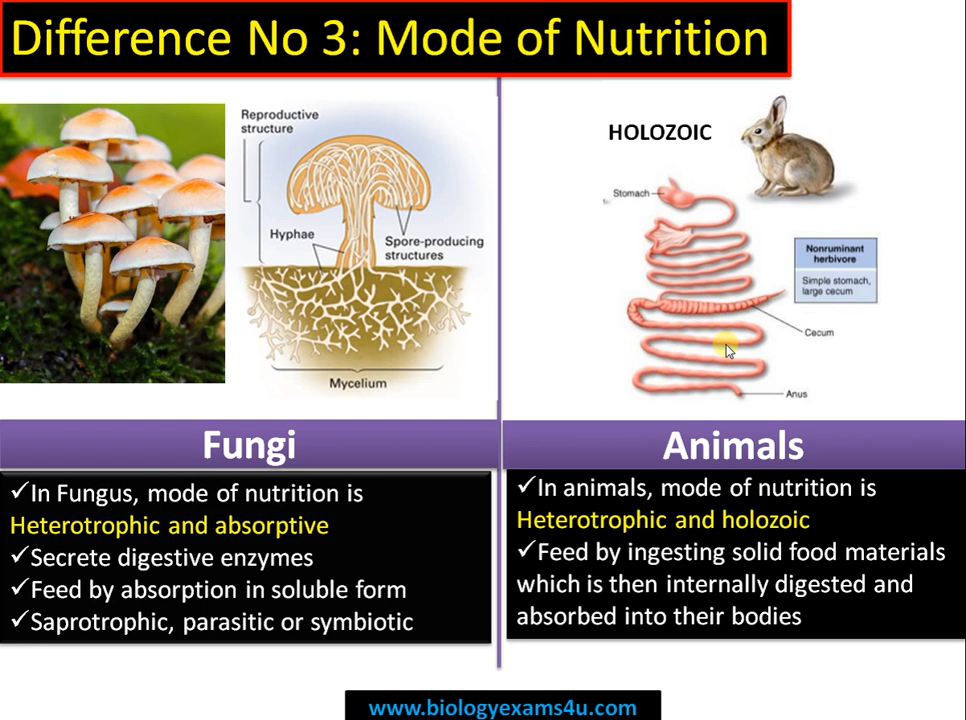 Difference No 3: Mode of Nutrition
Reproductive
structure
Hyphae
Spore-producing
structures
Mycelium
HOLOZOIC
Stomach
Nonruminant
herbivore
Simple stomach,
large cecum
Cecum
Anus
Fungi
✓In Fungus, mode of nutrition is
Heterotrophic and absorptive
✓Secrete digestive enzymes
✓Feed by absorption in soluble form
✓Saprotrophic, parasitic or symbiotic
Animals
✓In animals, mode of nutrition is
Heterotrophic and holozoic
✓Feed by ingesting solid food materials
which is then internally digested and
absorbed into their bodies
www.biologyexams4u.com